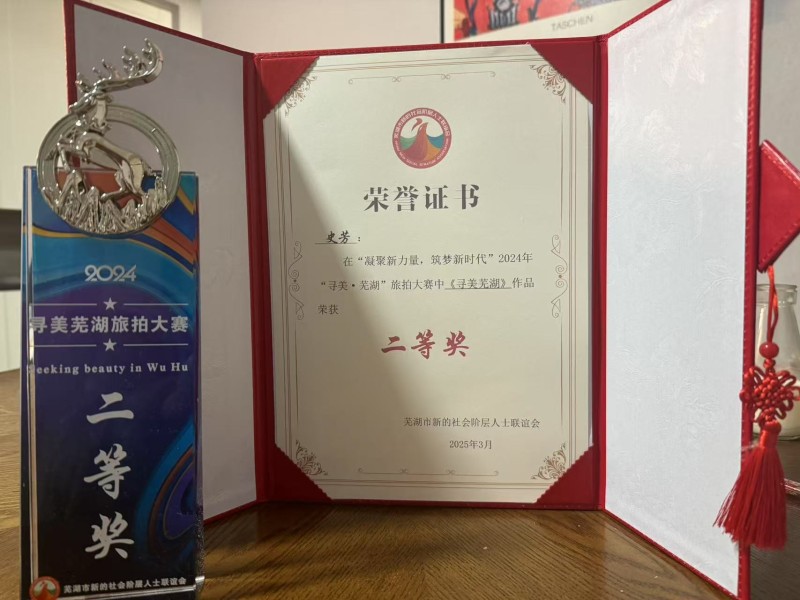 TASCHEN
荣誉证书
史芳：
在“凝聚新力量，筑梦新时代”2024年
“寻美·芜湖”旅拍大赛中《寻美芜湖》作品
荣获
二等奖
芜湖市新的社会阶层人士联谊会
2025年3月
2024
寻美芜湖旅拍大赛
Seeking beauty in Wu Hu
二
等
奖
芜湖市新的社会阶层人士联谊会